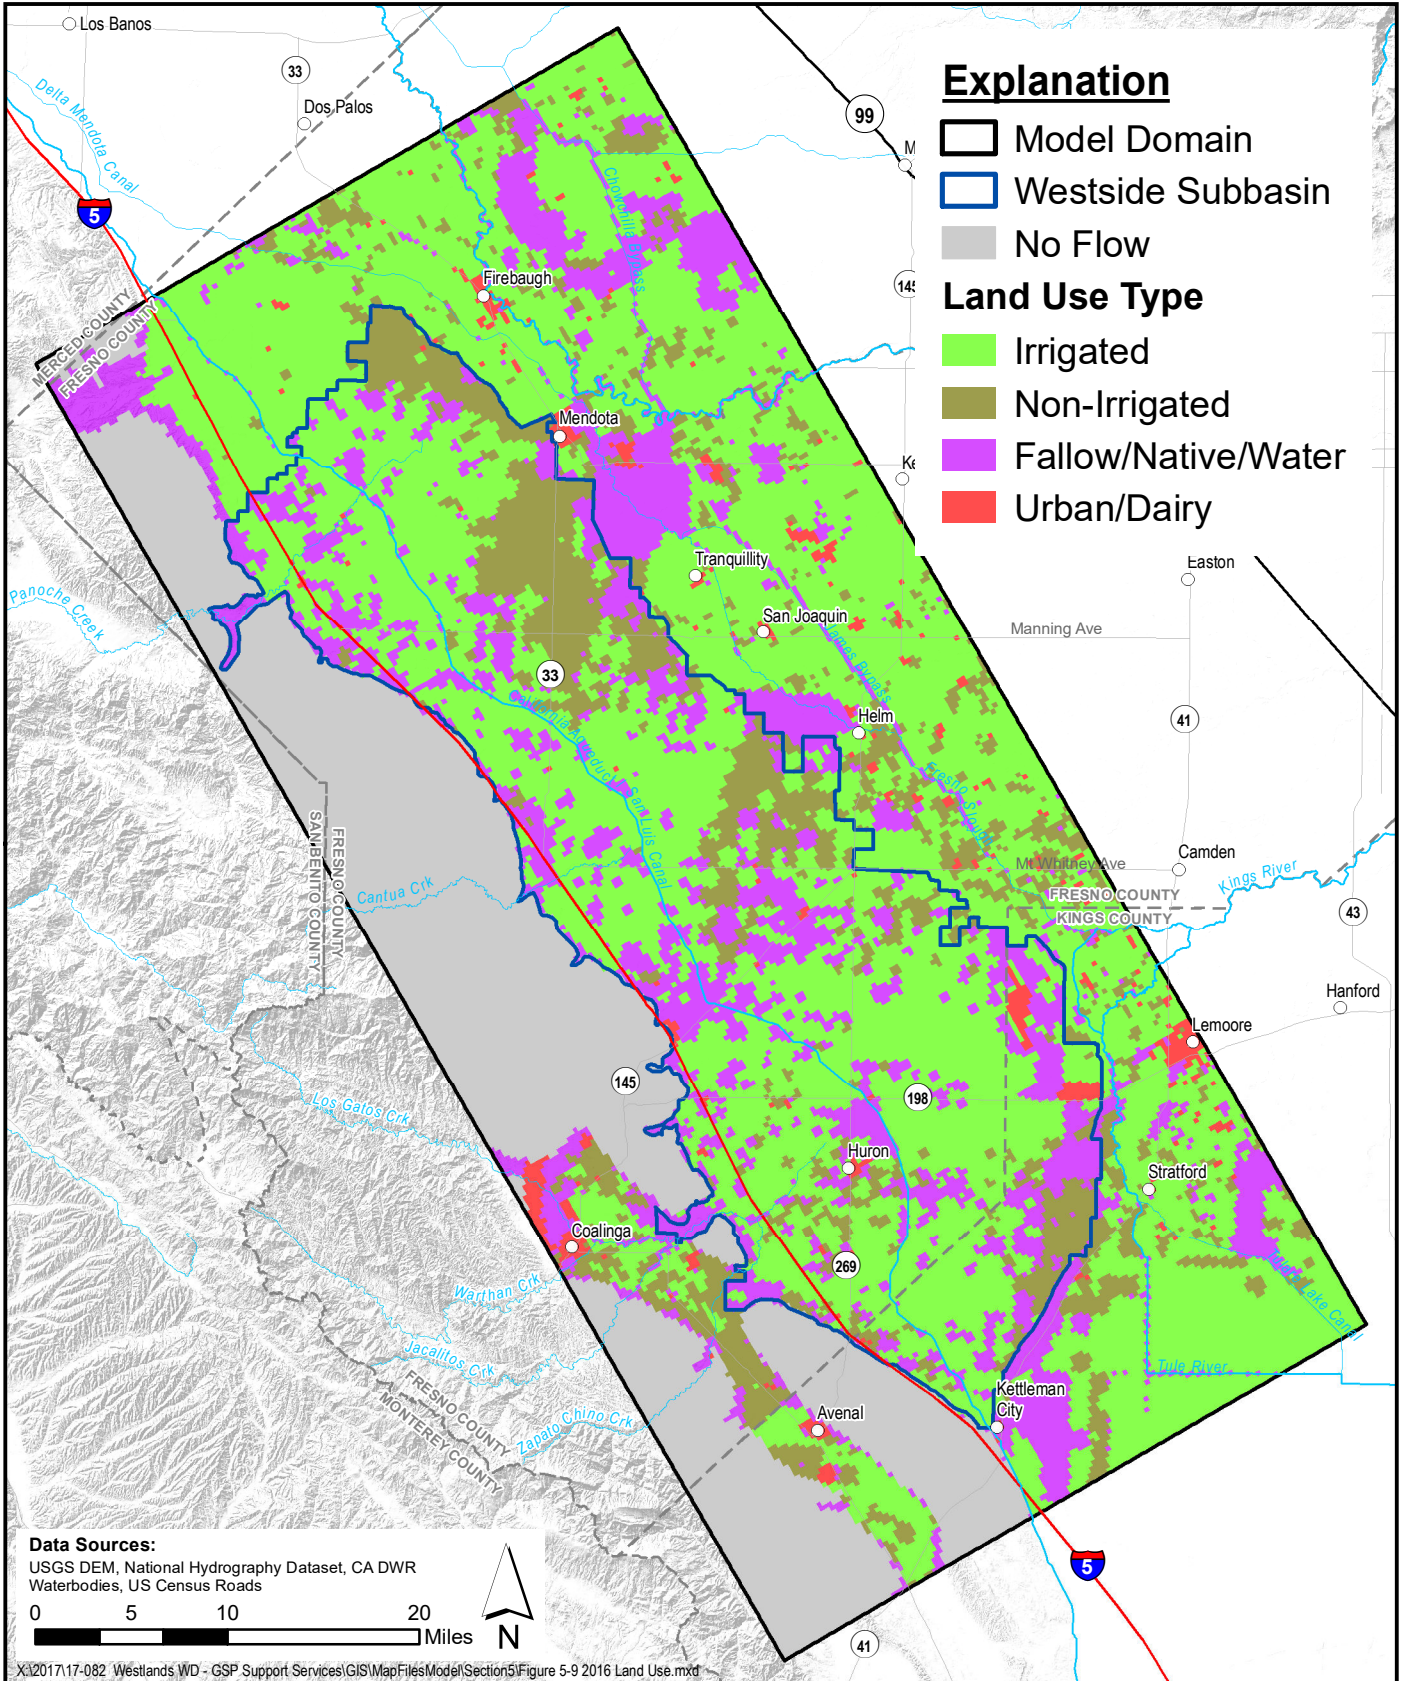 Los Banos
33
Dos Palos
Delta Mendota Canal
5
99
M
145
Explanation
Model Domain
Westside Subbasin
No Flow
Land Use Type
Irrigated
Non-Irrigated
Fallow/Native/Water
Urban/Dairy
Chowchilla Bypass
Firebaugh
MERCED COUNTY
FRESNO COUNTY
Mendota
Ke
Tranquillity
Easton
Panoche Creek
San Joaquin
Manning Ave
James Bypass
33
California Aqueduct
San Luis Canal
Helm
41
Fresno Slough
FRESNO COUNTY
SAN BENITO COUNTY
Cantua Crk
Mt Whitney Ave
Camden
Kings River
FRESNO COUNTY
KINGS COUNTY
43
Hanford
Lemoore
145
Los Gatos Crk
198
Huron
Stratford
Coalinga
269
Warthan Crk
Lake Canal
Jacalitos Crk
Tule River
FRESNO COUNTY
MONTEREY COUNTY
Kettleman
City
Zapato Chino Crk
Avenal
5
41
Data Sources:
USGS DEM, National Hydrography Dataset, CA DWR
Waterbodies, US Census Roads
0 5 10 20
Miles
N
X:\2017\17-082 Westlands WD - GSP Support Services\GIS\MapFilesModel\Section5\Figure 5-9 2016 Land Use.mxd